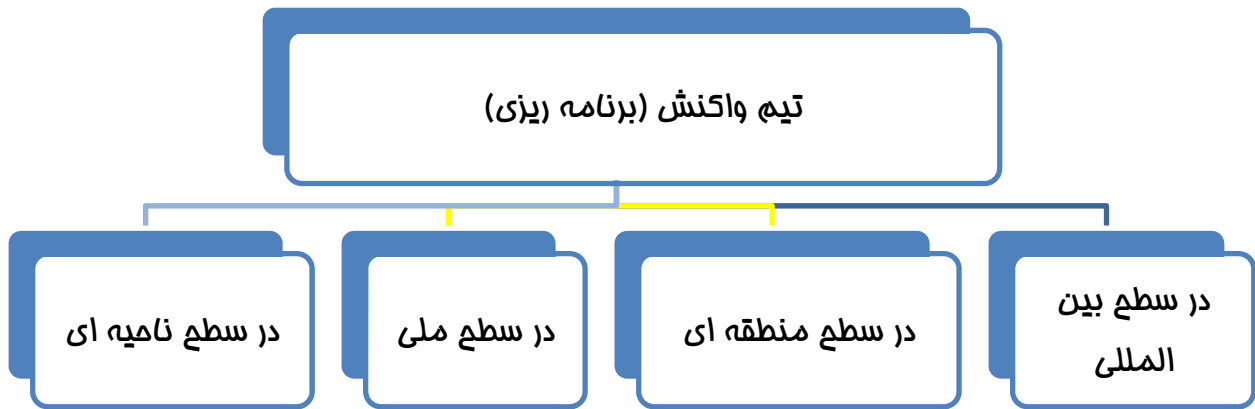 تیم واکنش (برنامه ریزی)
در سطح بین
المللی
در سطح منطقه ای
در سطح ملی
در سطح ناحیه ای